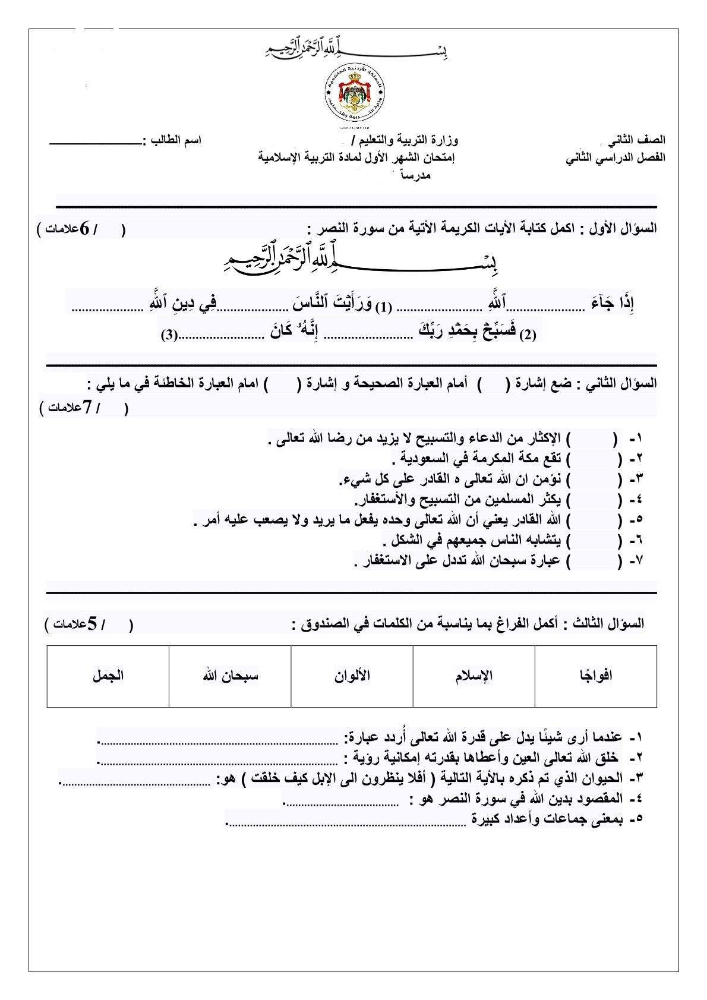 بِسْمِ اللَّهِ الرَّحْمَٰنِ الرَّحِيمِ
المملكة الأردنية الهاشمية
وزارة التربية والتعليم
الصف الثاني وزارة التربية والتعليم / اسم الطالب :
الفصل الدراسي الثاني إمتحان الشهر الأول لمادة التربية الإسلامية
مدرسة
السؤال الأول : اكمل كتابة الأيات الكريمة الأتية من سورة النصر : ( / 6علامات )
بِسْمِ اللَّهِ الرَّحْمَٰنِ الرَّحِيمِ
إِذَا جَآءَ ......................ٱللَّهِ ........................ (1) وَرَأَيْتَ ٱلنَّاسَ ....................فِي دِينِ ٱللَّهِ ....................
(2) فَسَبِّحْ بِحَمْدِ رَبِّكَ ......................... إِنَّهُۥ كَانَ ........................(3)
السؤال الثاني : ضع إشارة ( ) أمام العبارة الصحيحة و إشارة ( ) امام العبارة الخاطئة في ما يلي :
( / 7علامات )
١- ( ) الإكثار من الدعاء والتسبيح لا يزيد من رضا الله تعالى .
٢- ( ) تقع مكة المكرمة في السعودية .
٣- ( ) نؤمن ان الله تعالى ه القادر على كل شيء.
٤- ( ) يكثر المسلمين من التسبيح والأستغفار.
٥- ( ) الله القادر يعني أن الله تعالى وحده يفعل ما يريد ولا يصعب عليه أمر .
٦- ( ) يتشابه الناس جميعهم في الشكل .
٧- ( ) عبارة سبحان الله تددل على الاستغفار .
السؤال الثالث : أكمل الفراغ بما يناسبة من الكلمات في الصندوق : ( / 5علامات )
افواجًا الإسلام الألوان سبحان الله الجمل
١- عندما أرى شيئًا يدل على قدرة الله تعالى أُردد عبارة: .................................................................
٢- خلق الله تعالى العين وأعطاها بقدرته إمكانية رؤية : .................................................................
٣- الحيوان الذي تم ذكره بالأية التالية ( أفلا ينظرون الى الإبل كيف خلقت ) هو: ..........................................
٤- المقصود بدين الله في سورة النصر هو : .................................
٥- بمعنى جماعات وأعداد كبيرة .................................................................